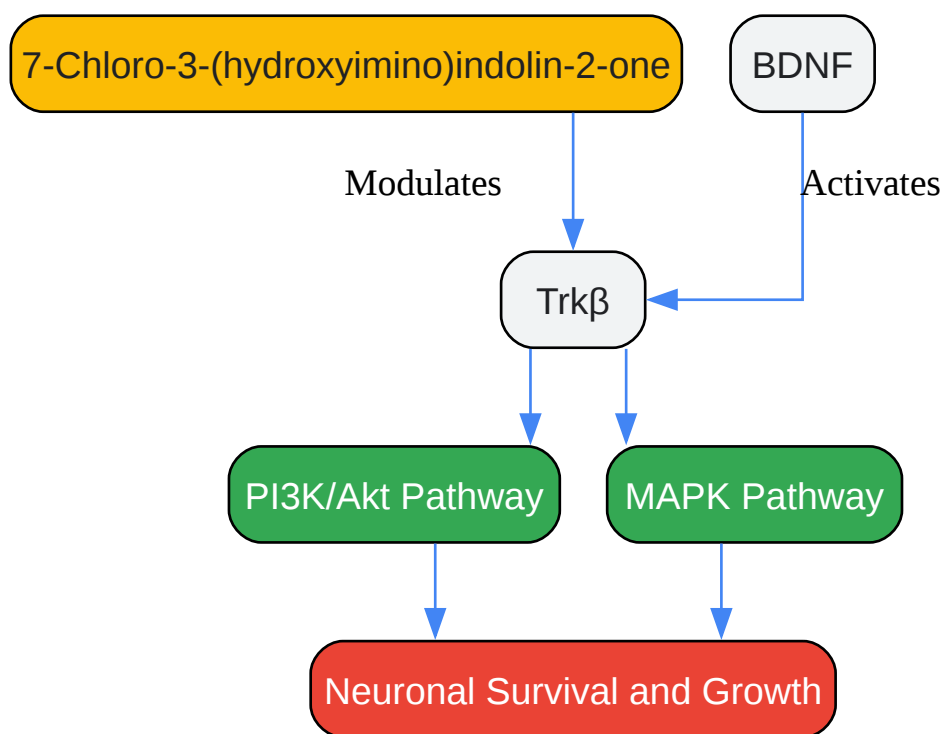 7-Chloro-3-(hydroxyimino)indolin-2-one
BDNF
Modulates
Activates
Trkβ
PI3K/Akt Pathway
MAPK Pathway
Neuronal Survival and Growth